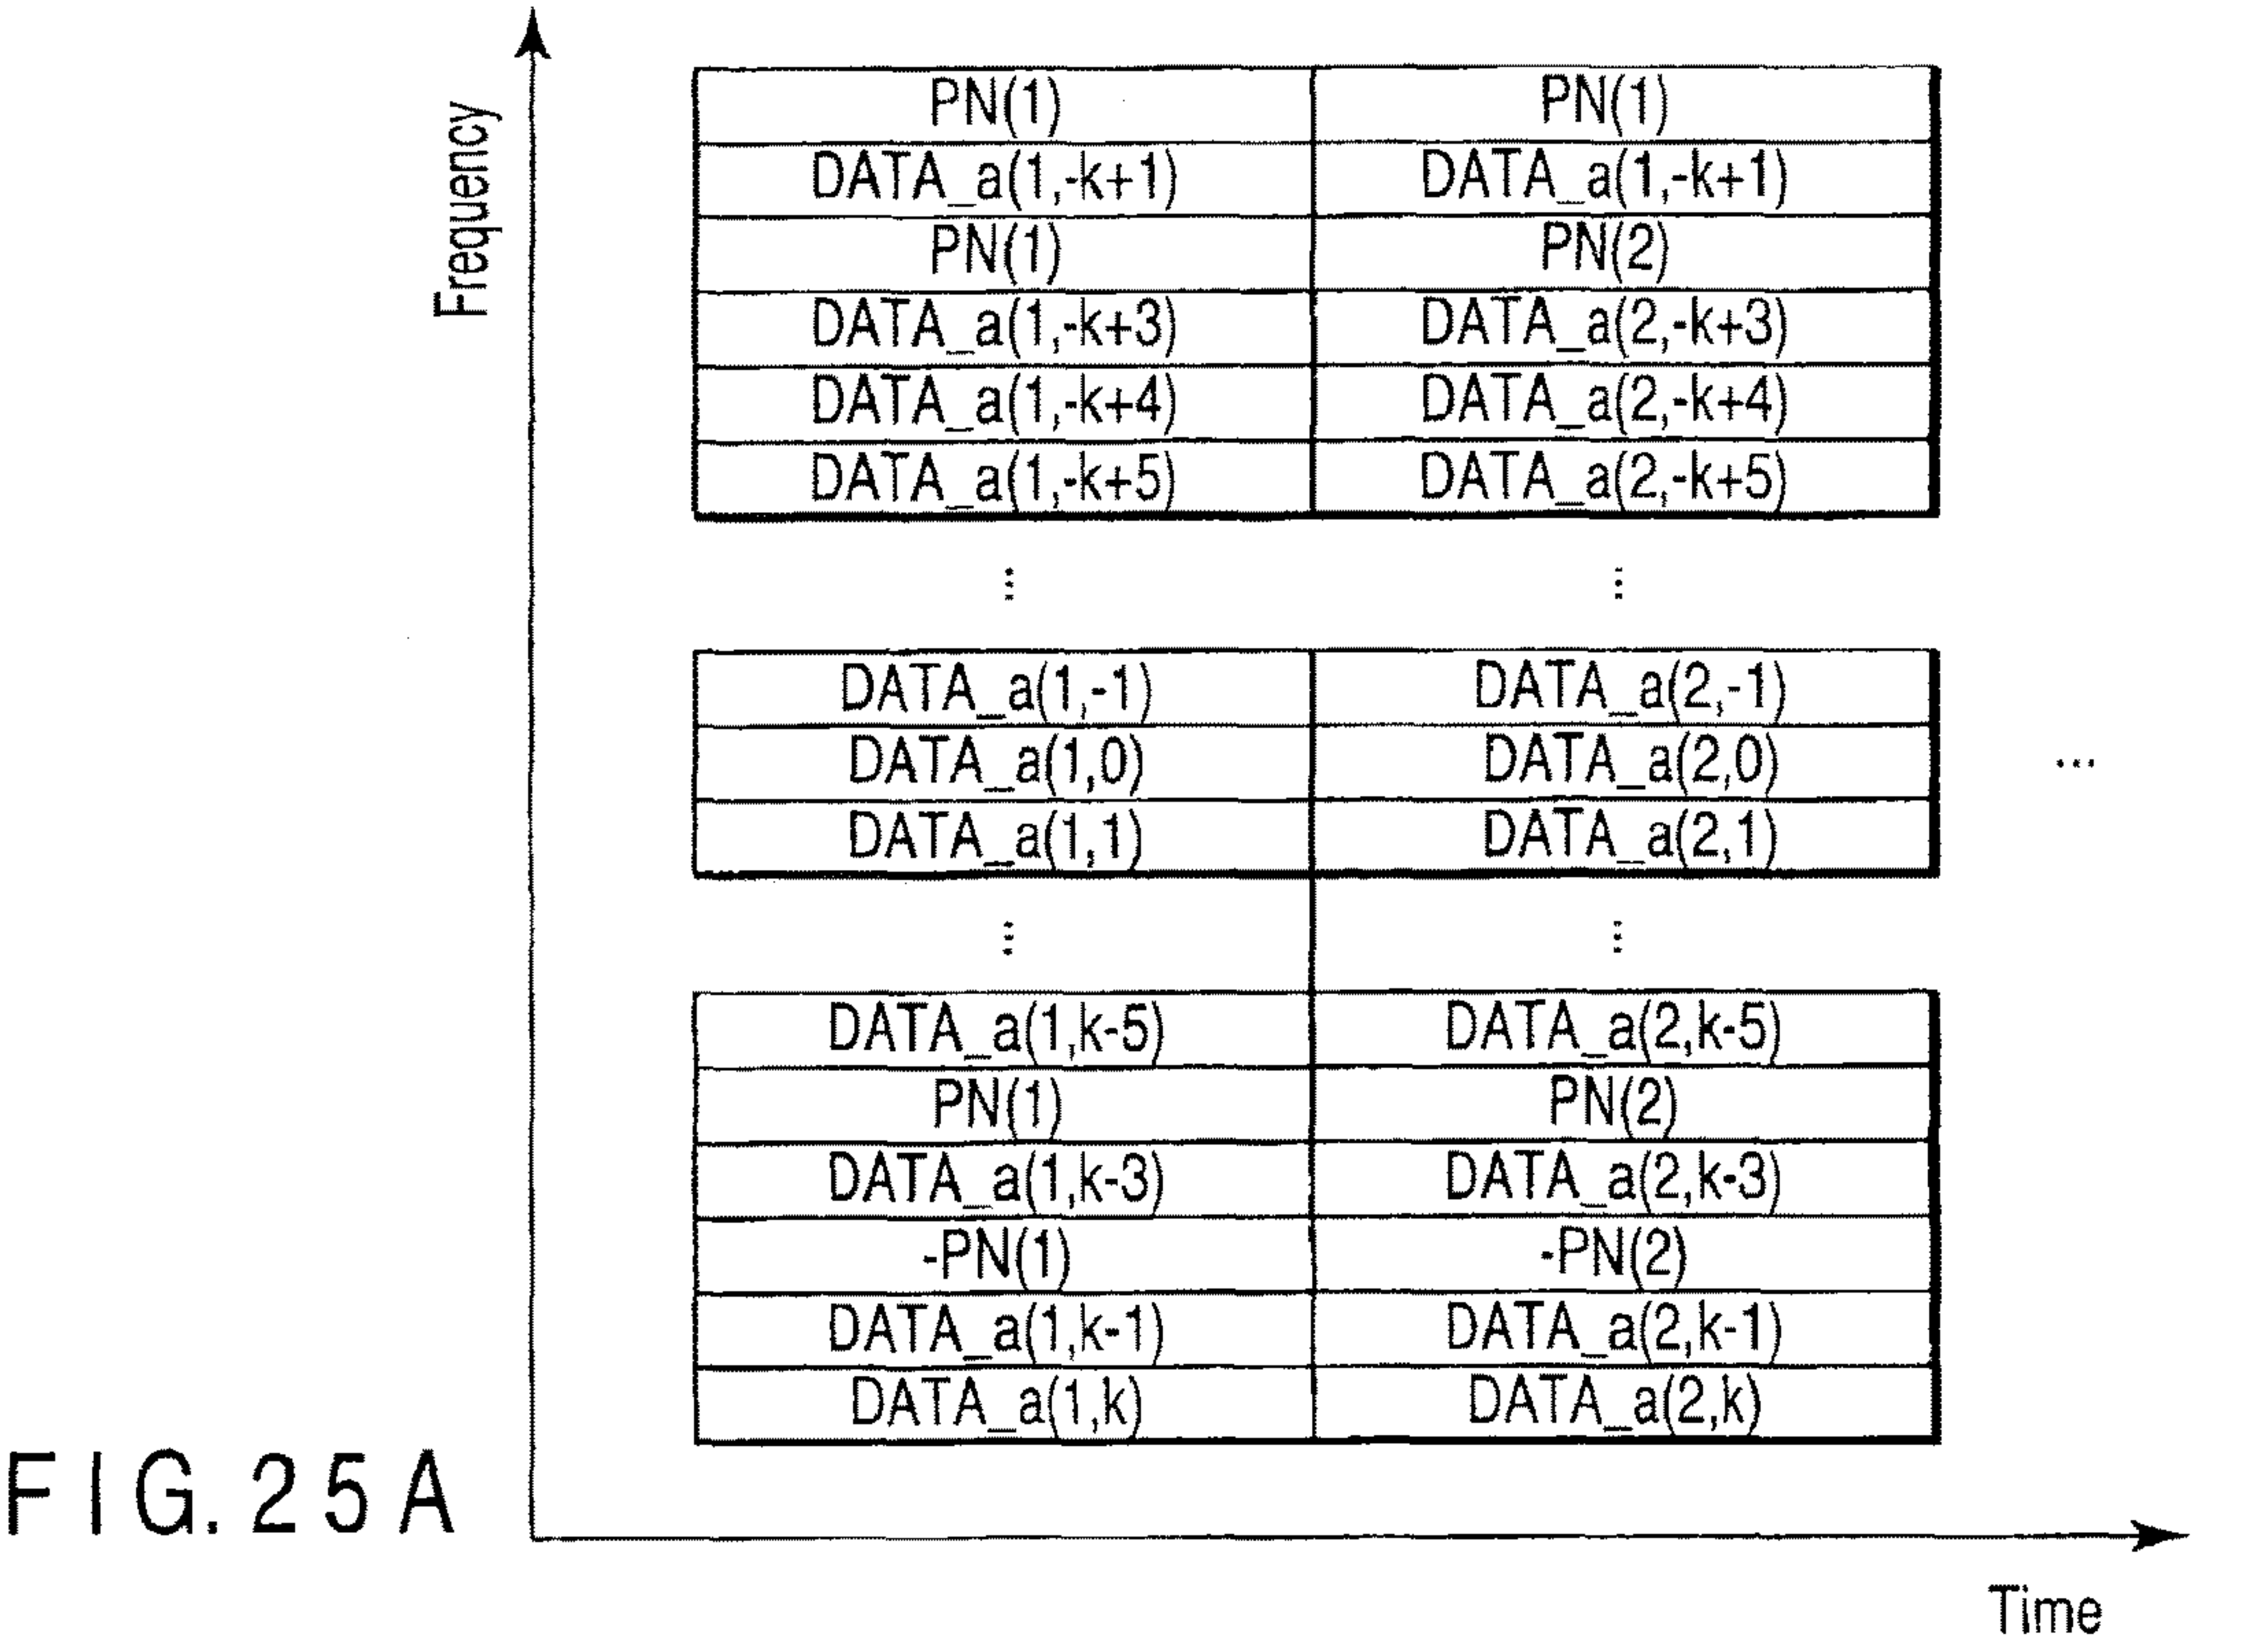 Frequency
PN(1) PN(1)
DATA_a(1,-k+1) DATA_a(1,-k+1)
PN(1) PN(2)
DATA_a(1,-k+3) DATA_a(2,-k+3)
DATA_a(1,-k+4) DATA_a(2,-k+4)
DATA_a(1,-k+5) DATA_a(2,-k+5)
⋮ ⋮
DATA_a(1,-1) DATA_a(2,-1)
DATA_a(1,0) DATA_a(2,0) ...
DATA_a(1,1) DATA_a(2,1)
⋮ ⋮
DATA_a(1,k-5) DATA_a(2,k-5)
PN(1) PN(2)
DATA_a(1,k-3) DATA_a(2,k-3)
-PN(1) -PN(2)
DATA_a(1,k-1) DATA_a(2,k-1)
DATA_a(1,k) DATA_a(2,k)
FIG. 25A
Time